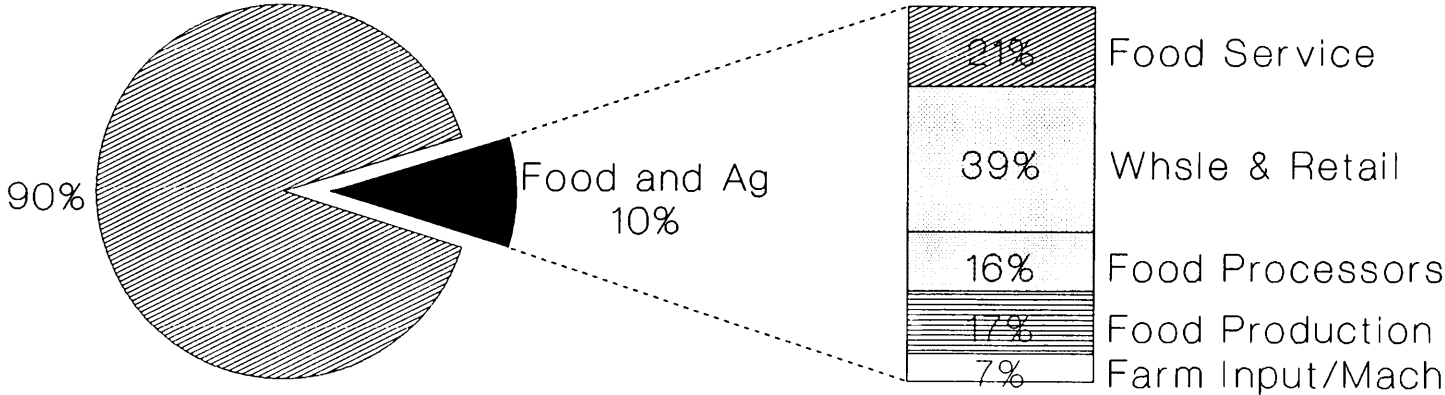 90%
Food and Ag
10%
21% Food Service
39% Whsle & Retail
16% Food Processors
17% Food Production
7% Farm Input/Mach